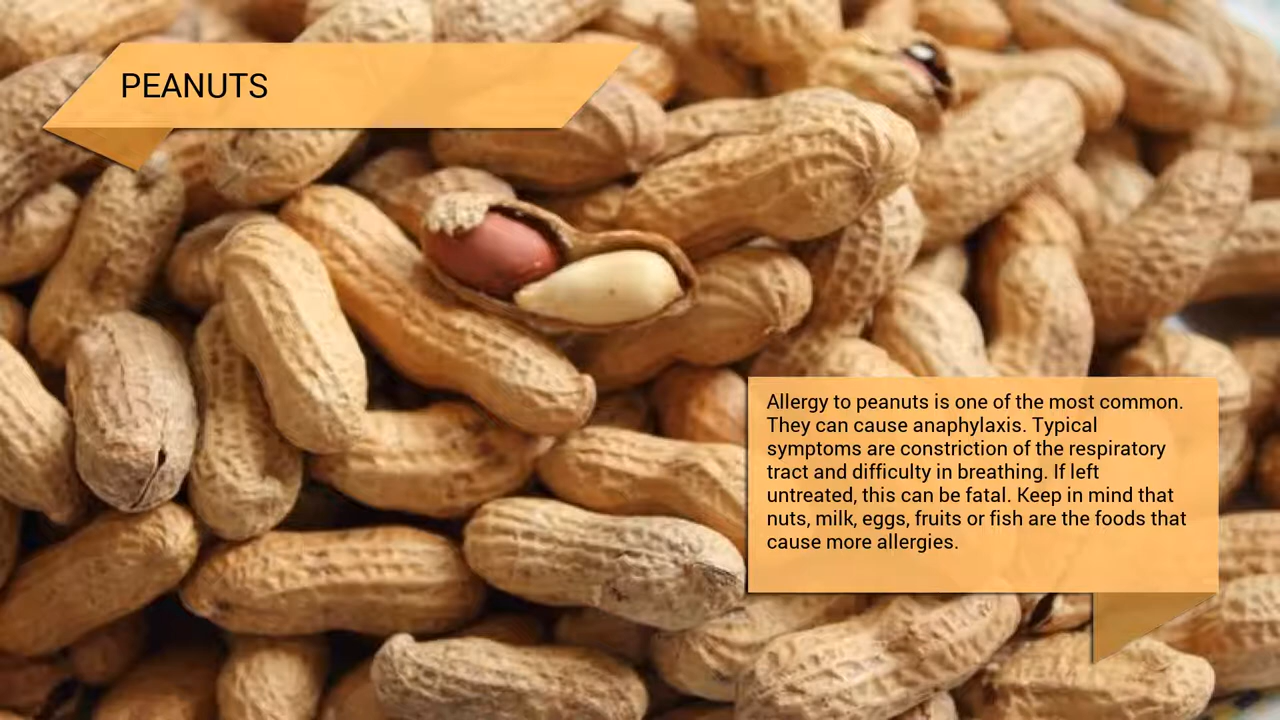 PEANUTS
Allergy to peanuts is one of the most common.
They can cause anaphylaxis. Typical
symptoms are constriction of the respiratory
tract and difficulty in breathing. If left
untreated, this can be fatal. Keep in mind that
nuts, milk, eggs, fruits or fish are the foods that
cause more allergies.